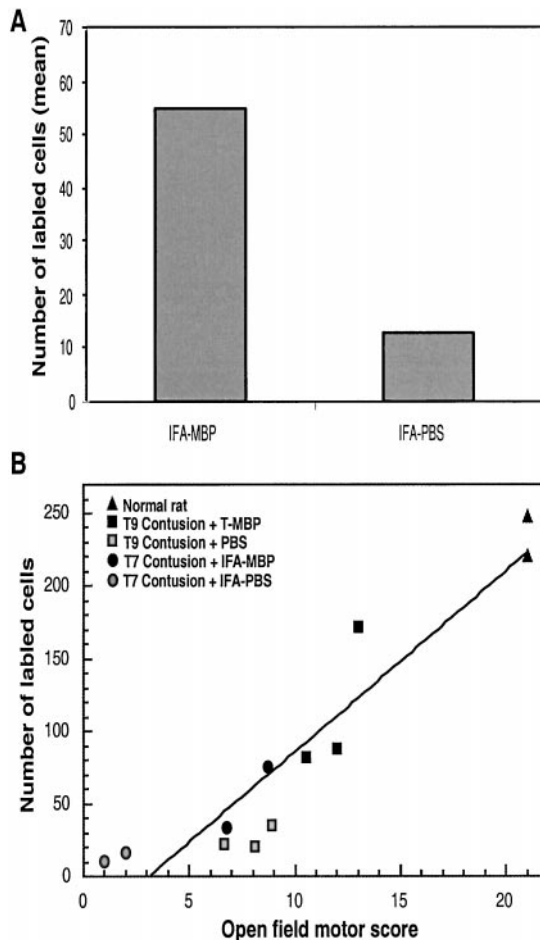 A
Number of labled cells (mean)
70
60
50
40
30
20
10
0
IFA-MBP
IFA-PBS
B
Number of labled cells
250
200
150
100
50
0
Normal rat
T9 Contusion + T-MBP
T9 Contusion + PBS
T7 Contusion + IFA-MBP
T7 Contusion + IFA-PBS
0
5
10
15
20
Open field motor score